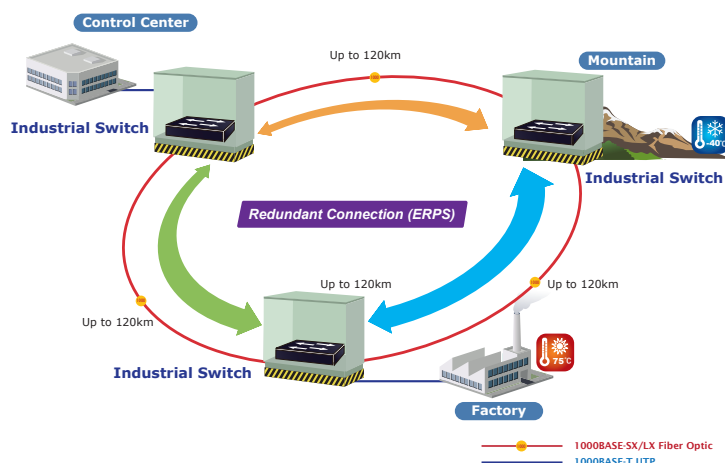 Control Center
Up to 120km
Mountain
-40℃
Industrial Switch
Industrial Switch
Redundant Connection (ERPS)
Up to 120km
Up to 120km
Up to 120km
75℃
Industrial Switch
Factory
1000BASE-SX/LX Fiber Optic
1000BASE-T UTP